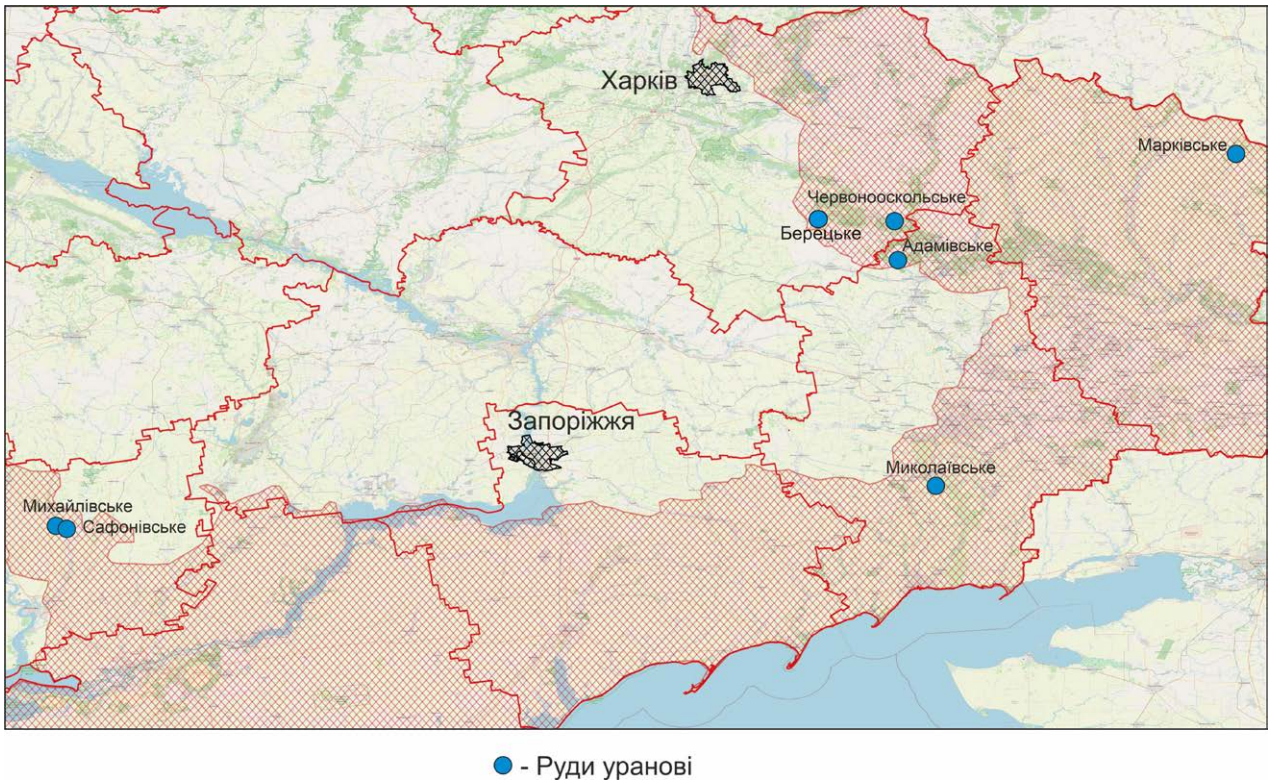 Харків
Марківське
Червонооскольське
Берецьке
Адамівське
Запоріжжя
Миколаївське
Михайлівське
Сафонівське
- Руди уранові